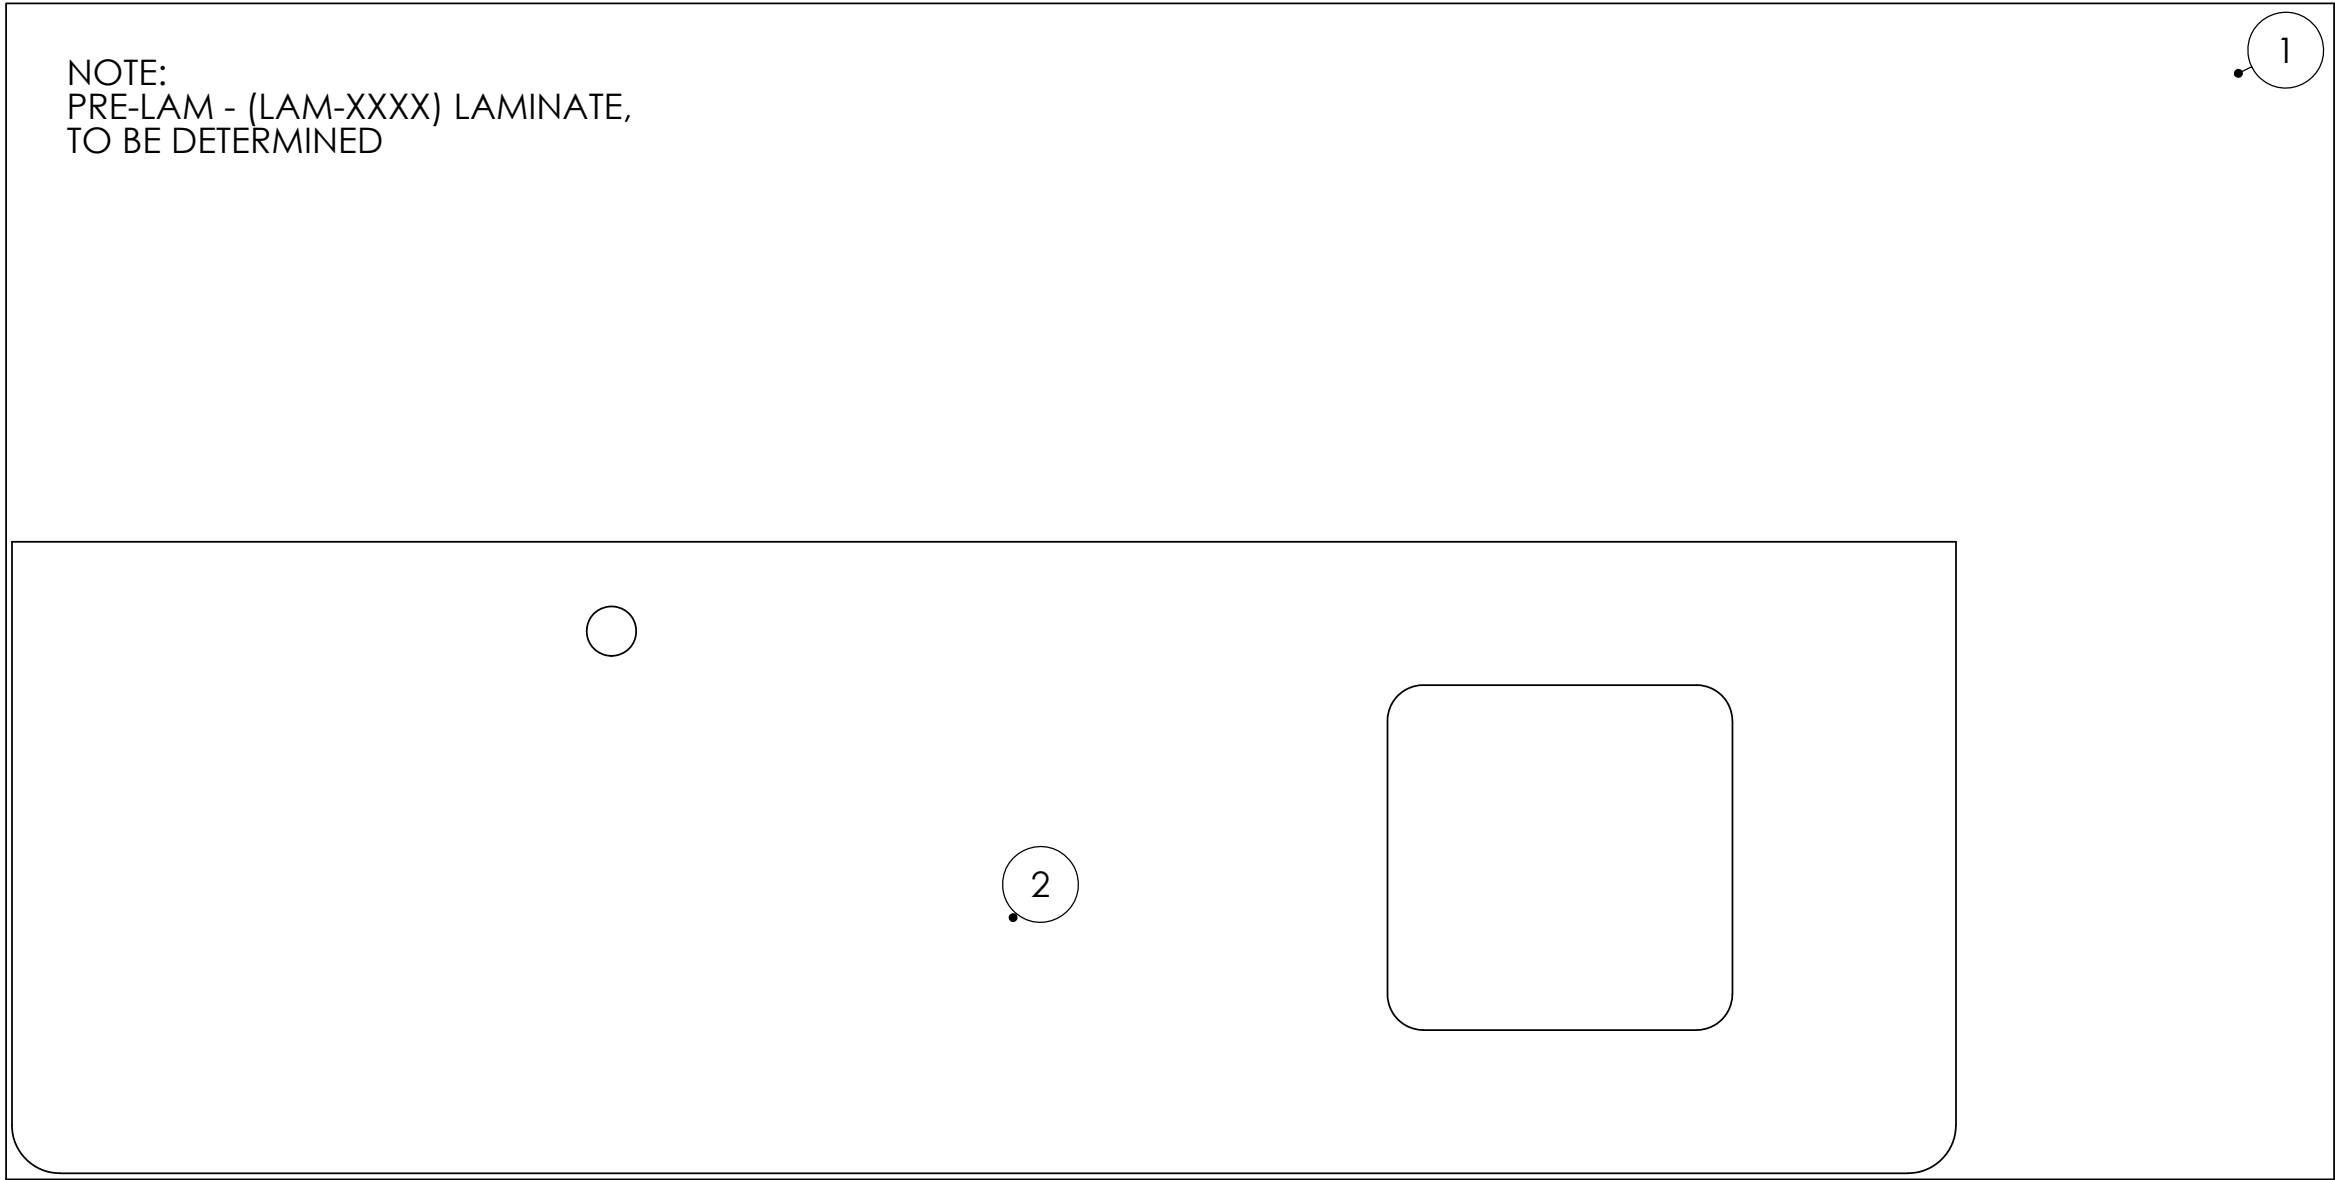 1
NOTE:
PRE-LAM - (LAM-XXXX) LAMINATE,
TO BE DETERMINED
2